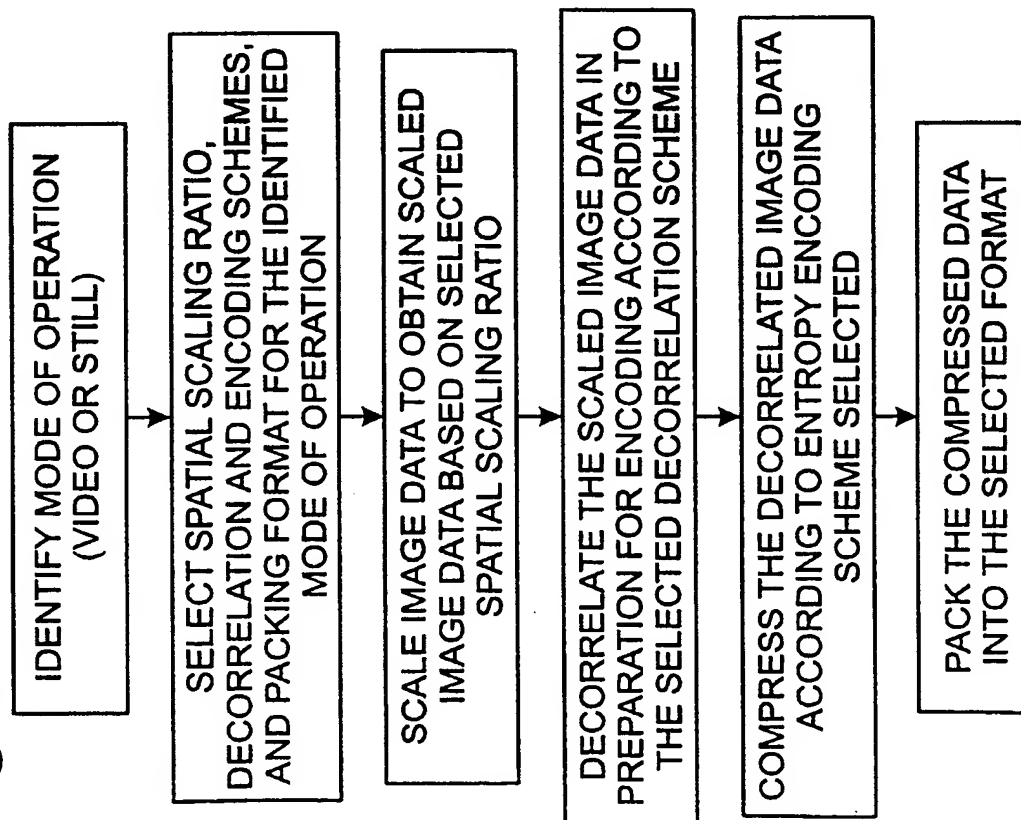 IDENTIFY MODE OF OPERATION
(VIDEO OR STILL)
SELECT SPATIAL SCALING RATIO,
DECORRELATION AND ENCODING SCHEMES,
AND PACKING FORMAT FOR THE IDENTIFIED
MODE OF OPERATION
SCALE IMAGE DATA TO OBTAIN SCALED
IMAGE DATA BASED ON SELECTED
SPATIAL SCALING RATIO
DECORRELATE THE SCALED IMAGE DATA IN
PREPARATION FOR ENCODING ACCORDING TO
THE SELECTED DECORRELATION SCHEME
COMPRESS THE DECORRELATED IMAGE DATA
ACCORDING TO ENTROPY ENCODING
SCHEME SELECTED
PACK THE COMPRESSED DATA
INTO THE SELECTED FORMAT